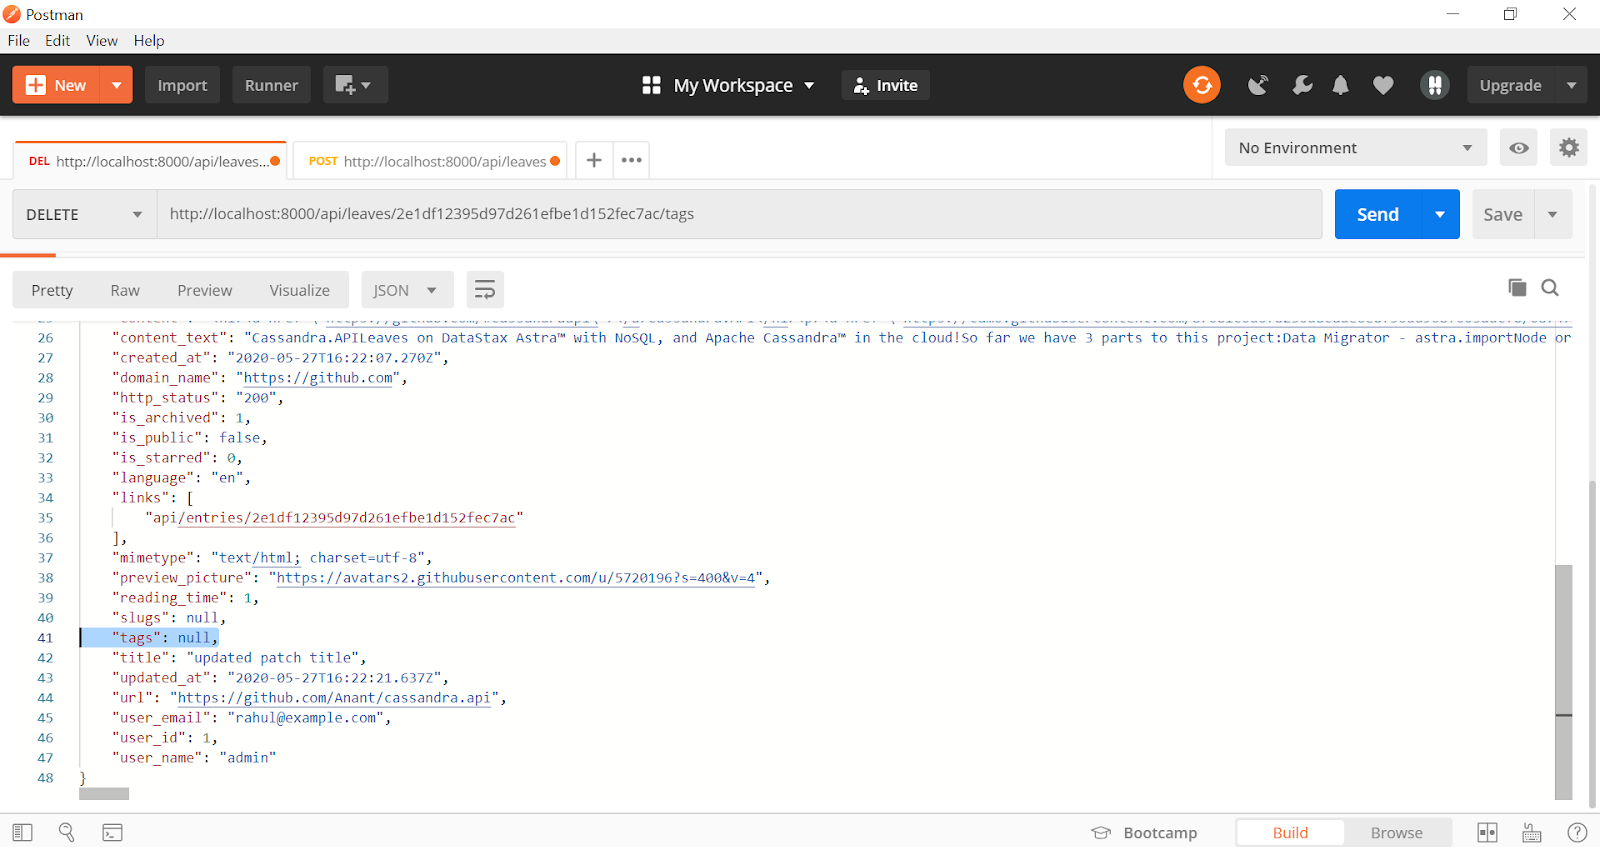 Postman
File Edit View Help
New Import Runner My Workspace Invite Upgrade
DEL http://localhost:8000/api/leaves... POST http://localhost:8000/api/leaves + ••• No Environment
DELETE http://localhost:8000/api/leaves/2e1df12395d97d261efbe1d152fec7ac/tags Send Save
Pretty Raw Preview Visualize JSON
26 "content_text": "Cassandra.APILeaves on DataStax Astra™ with NoSQL, and Apache Cassandra™ in the cloud!So far we have 3 parts to this project:Data Migrator - astra.importNode or
27 "created_at": "2020-05-27T16:22:07.270Z",
28 "domain_name": "https://github.com",
29 "http_status": "200",
30 "is_archived": 1,
31 "is_public": false,
32 "is_starred": 0,
33 "language": "en",
34 "links": [
35 "api/entries/2e1df12395d97d261efbe1d152fec7ac"
36 ],
37 "mimetype": "text/html; charset=utf-8",
38 "preview_picture": "https://avatars2.githubusercontent.com/u/5720196?s=400&v=4",
39 "reading_time": 1,
40 "slugs": null,
41 "tags": null,
42 "title": "updated patch title",
43 "updated_at": "2020-05-27T16:22:21.637Z",
44 "url": "https://github.com/Anant/cassandra.api",
45 "user_email": "rahul@example.com",
46 "user_id": 1,
47 "user_name": "admin"
48 }
Bootcamp Build Browse